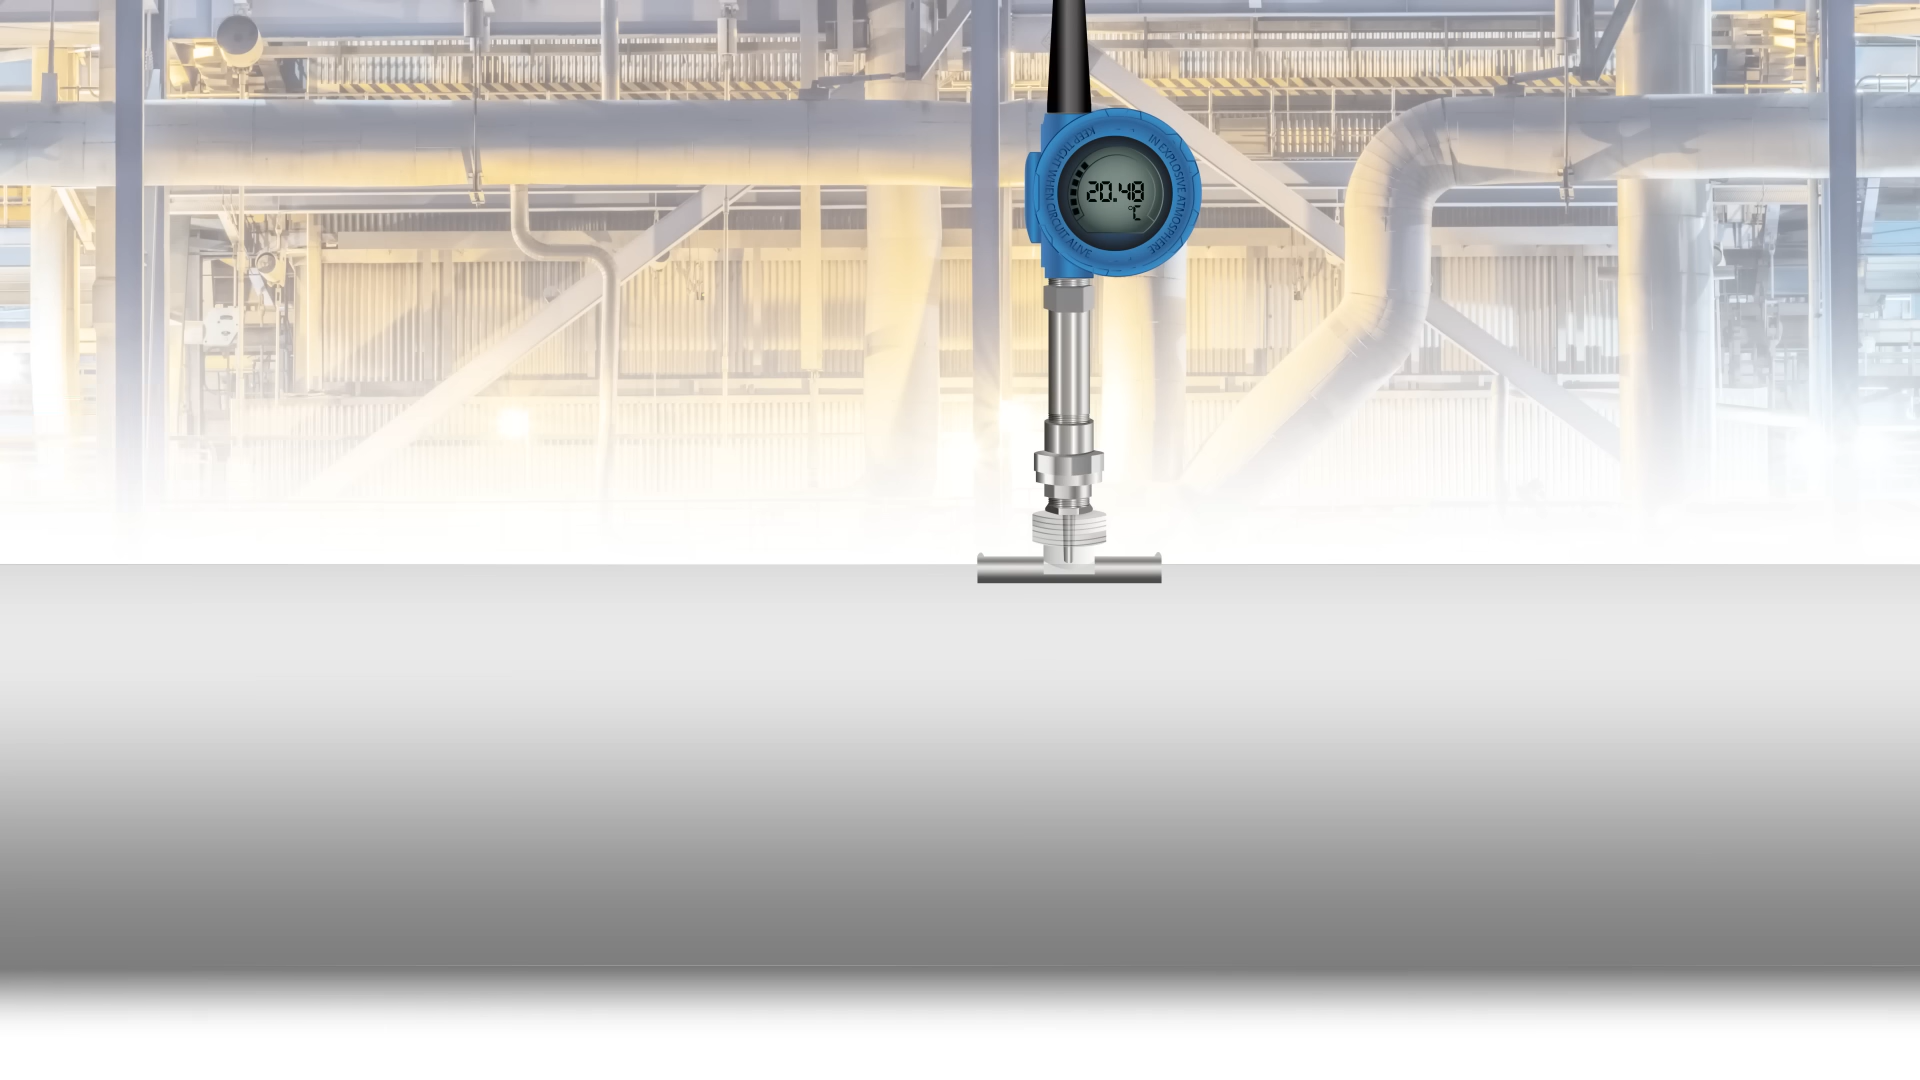 KEEP TIGHT WHEN CIRCUIT ALIVE
IN EXPLOSIVE ATMOSPHERE
20.48
°C